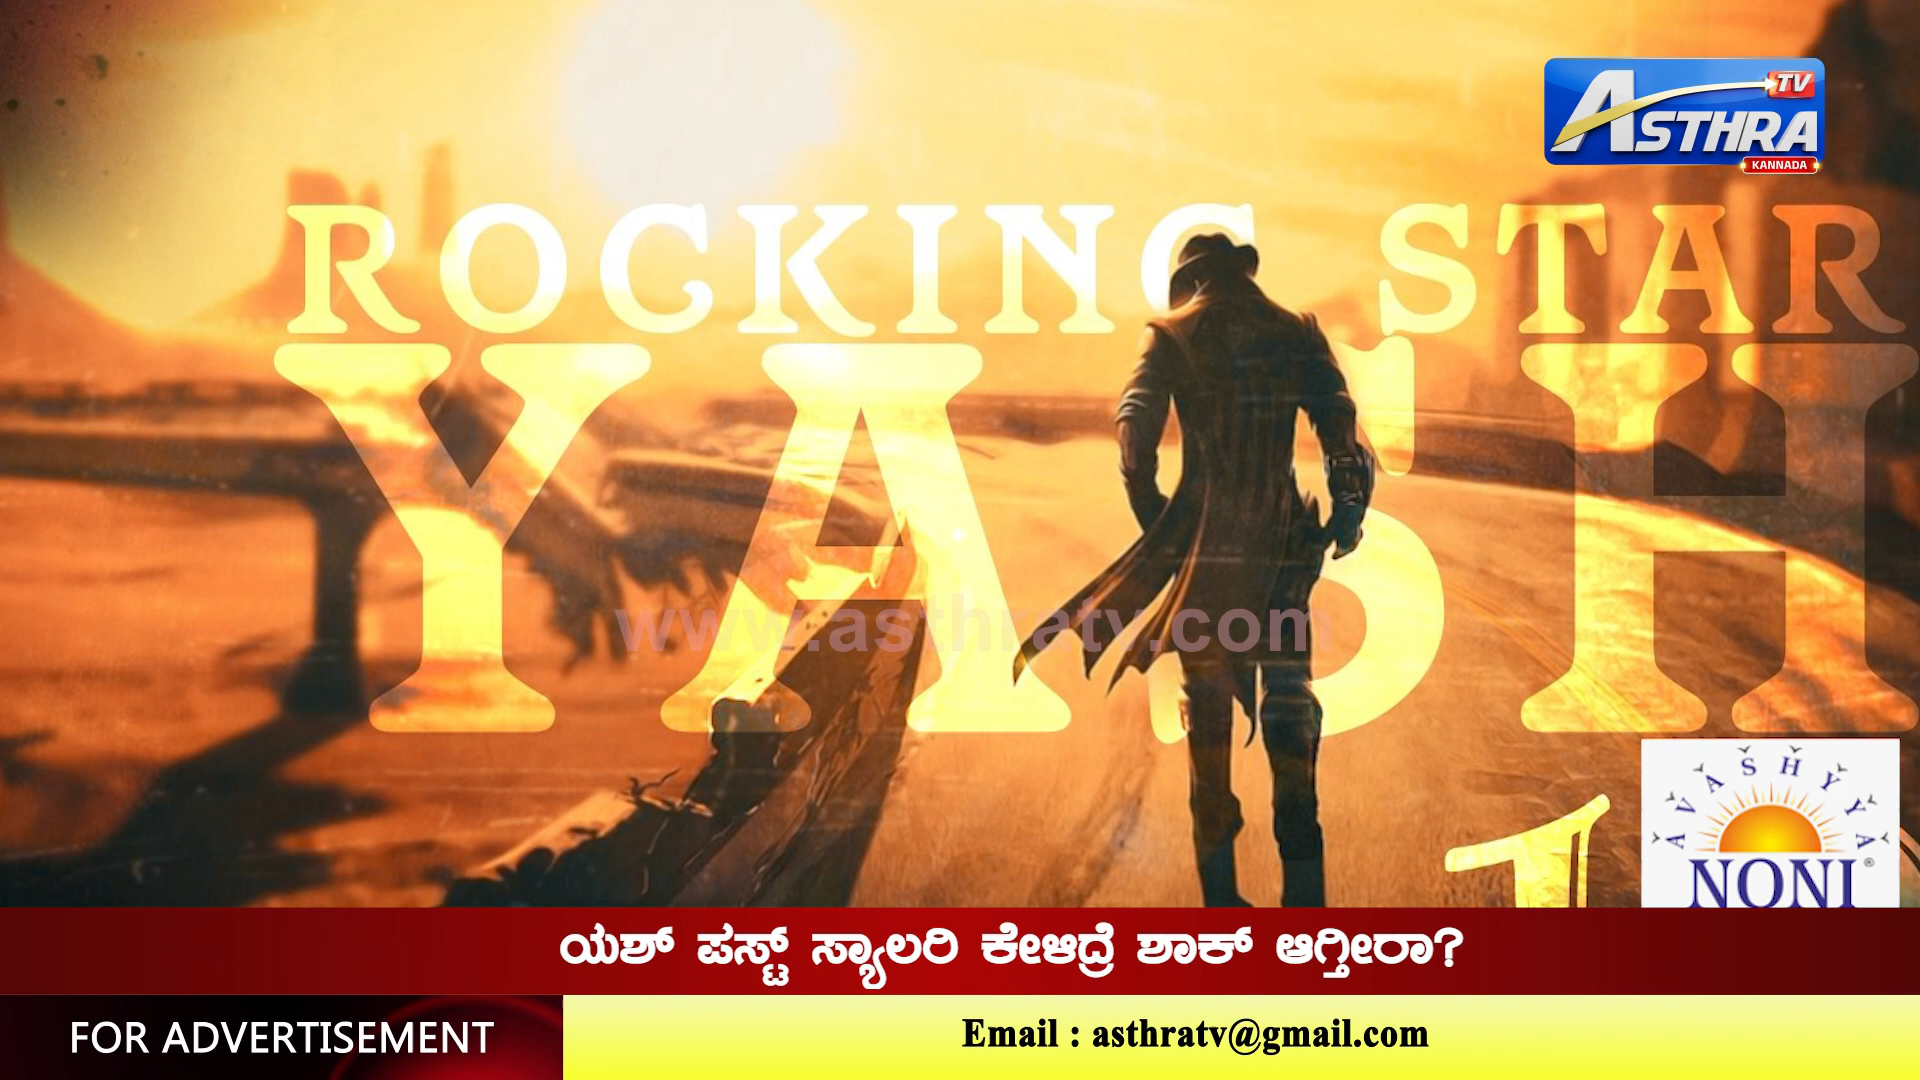 ASTHRA TV
KANNADA
ROCKING STAR
YASH
www.asthratv.com
AVASHYYA
NONI®
ಯಶ್ ಪಸ್ಟ್ ಸ್ಯಾಲರಿ ಕೇಳಿದ್ರೆ ಶಾಕ್ ಆಗ್ತೀರಾ?
FOR ADVERTISEMENT
Email : asthratv@gmail.com